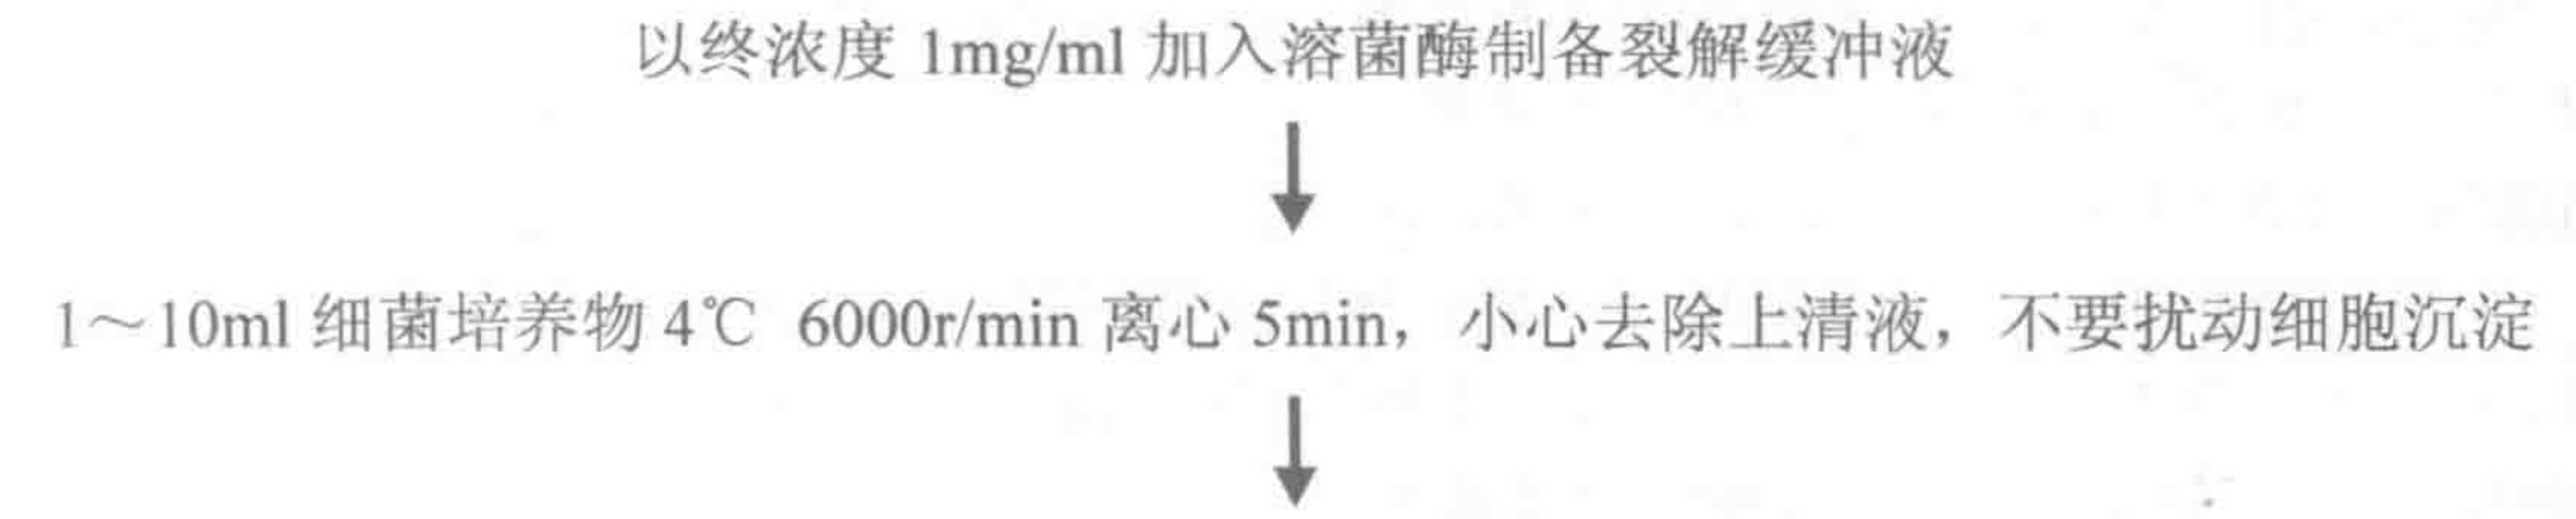 以终浓度 1mg/ml 加入溶菌酶制备裂解缓冲液
1～10ml 细菌培养物 4℃ 6000r/min 离心 5min，小心去除上清液，不要扰动细胞沉淀